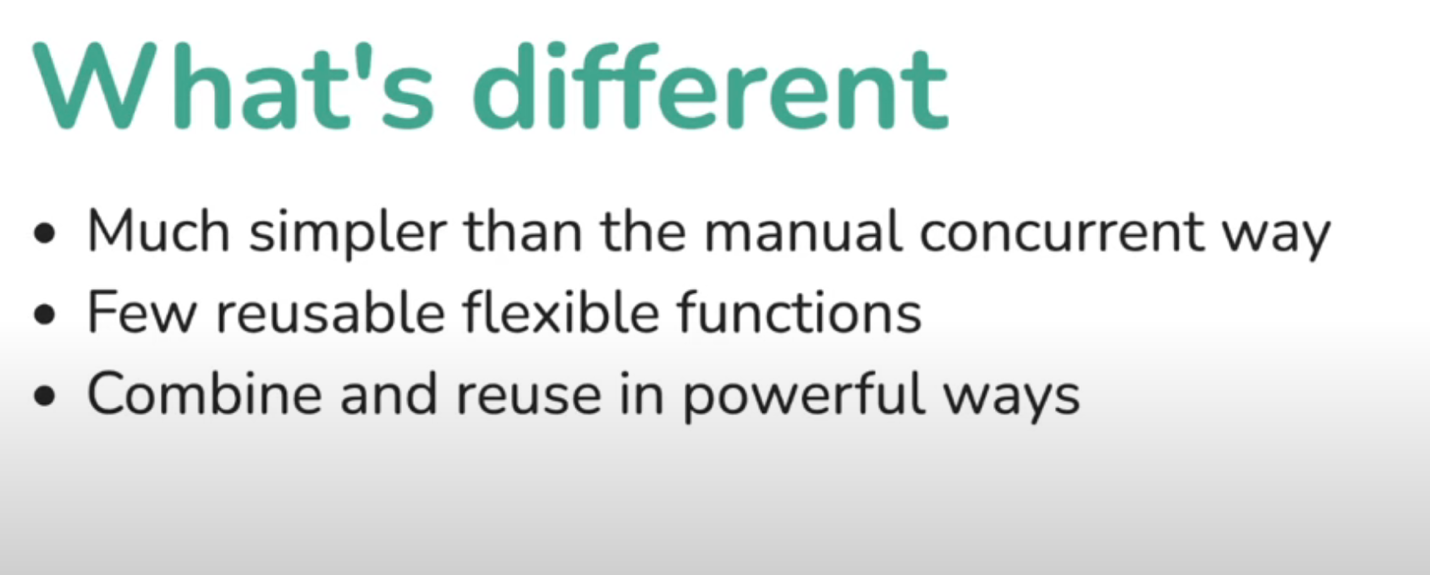 What's different
• Much simpler than the manual concurrent way
• Few reusable flexible functions
• Combine and reuse in powerful ways